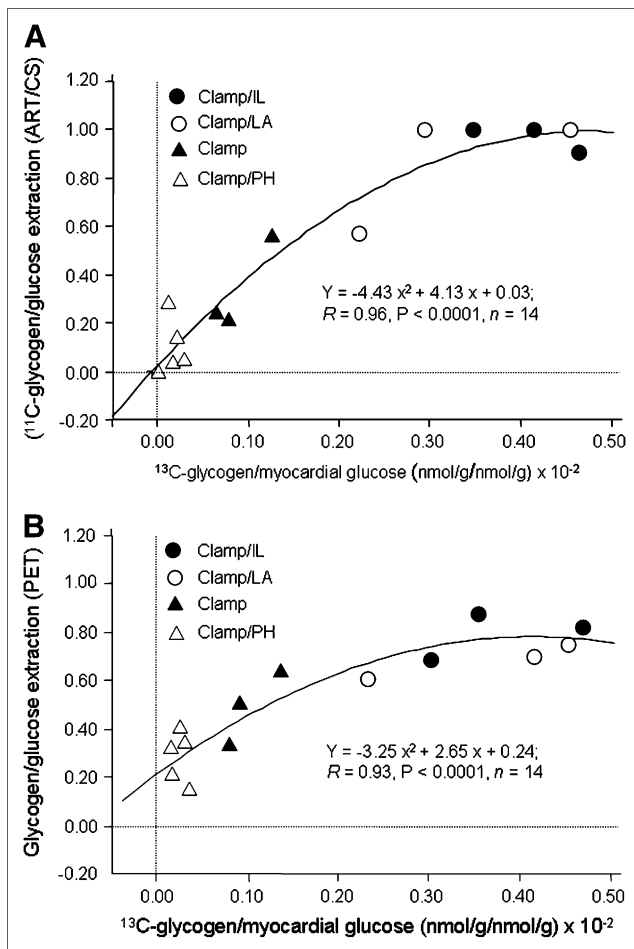 A
(¹¹C-glycogen/glucose extraction (ART/CS)
1.20
1.00
0.80
0.60
0.40
0.20
0.00
-0.20
Clamp/IL
Clamp/LA
Clamp
Clamp/PH
Y = -4.43 x² + 4.13 x + 0.03;
R = 0.96, P < 0.0001, n = 14
0.00 0.10 0.20 0.30 0.40 0.50
¹³C-glycogen/myocardial glucose (nmol/g/nmol/g) x 10⁻²
B
Glycogen/glucose extraction (PET)
1.20
1.00
0.80
0.60
0.40
0.20
0.00
-0.20
Clamp/IL
Clamp/LA
Clamp
Clamp/PH
Y = -3.25 x² + 2.65 x + 0.24;
R = 0.93, P < 0.0001, n = 14
0.00 0.10 0.20 0.30 0.40 0.50
¹³C-glycogen/myocardial glucose (nmol/g/nmol/g) x 10⁻²